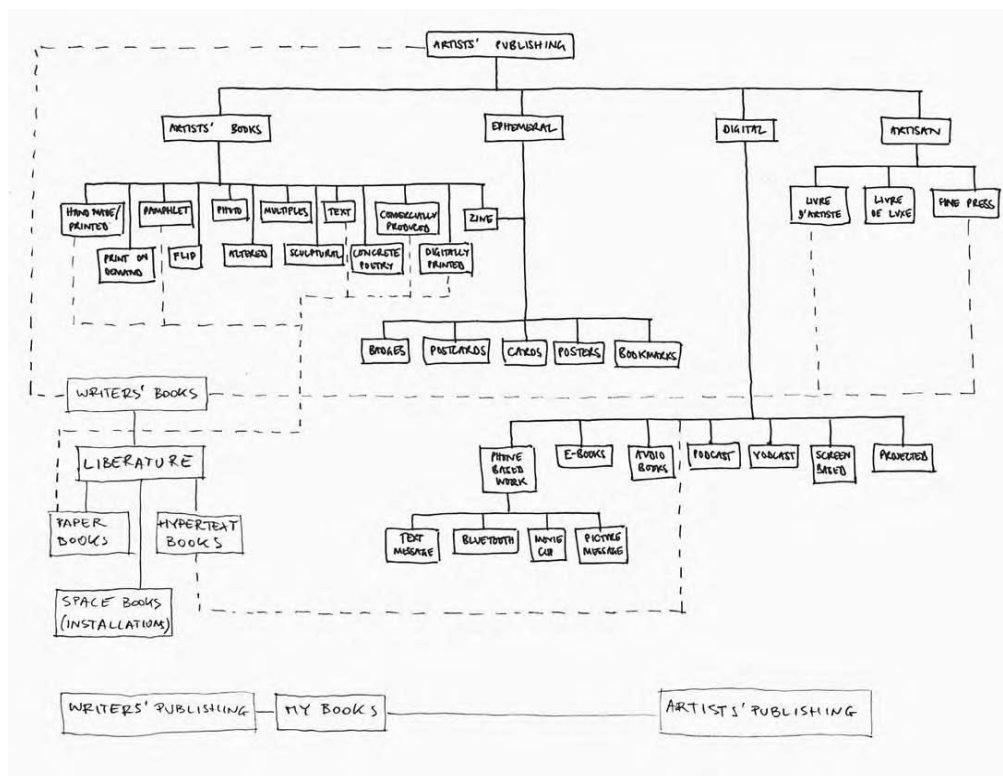 ARTISTS' PUBLISHING
ARTISTS' BOOKS
EPHEMERAL
DIGITAL
ARTISAN
HAND MADE/
PRINTED
PAMPHLET
PHOTO
MULTIPLES
TEXT
COMERCIALLY
PRODUCED
ZINE
LIVRE
D'ARTISTE
LIVRE
DE LUXE
FINE PRESS
PRINT ON
DEMAND
FLIP
ALTERED
SCULPTURAL
CONCRETE
POETRY
DIGITALLY
PRINTED
BADGES
POSTCARDS
CARDS
POSTERS
BOOKMARKS
WRITERS' BOOKS
LIBERATURE
PHONE
BASED
WORK
E-BOOKS
AUDIO
BOOKS
PODCAST
VODCAST
SCREEN
BASED
PROJECTED
PAPER
BOOKS
HYPERTEXT
BOOKS
TEXT
MESSAGE
BLUETOOTH
MOVIE
CLIP
PICTURE
MESSAGE
SPACE BOOKS
(INSTALLATIONS)
WRITERS' PUBLISHING
MY BOOKS
ARTISTS' PUBLISHING